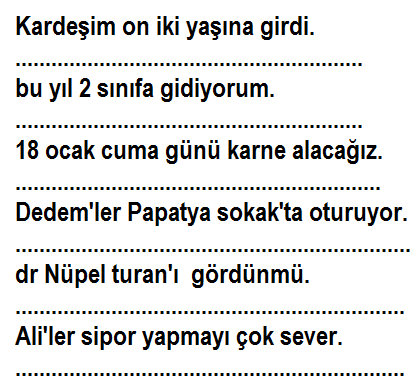 Kardeşim on iki yaşına girdi.
..........................................................
bu yıl 2 sınıfa gidiyorum.
..........................................................
18 ocak cuma günü karne alacağız.
.............................................................
Dedem'ler Papatya sokak'ta oturuyor.
..................................................................
dr Nüpel turan'ı  gördünmü.
.................................................................
Ali'ler sipor yapmayı çok sever.
.................................................................